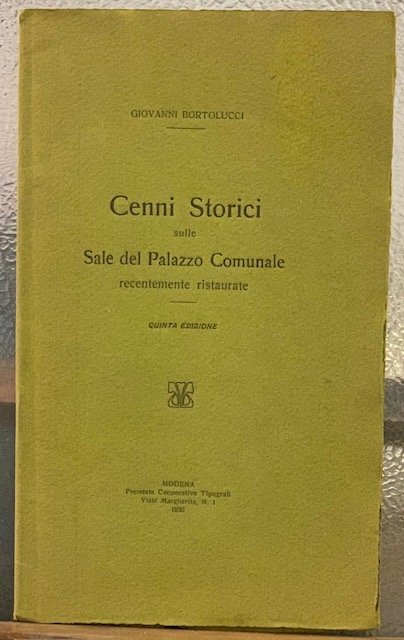 GIOVANNI BORTOLUCCI
Cenni Storici
sulle
Sale del Palazzo Comunale
recentemente ristaurate
QUINTA EDIZIONE
MODENA
Premiata Cooperativa Tipografi
Viale Margherita, N. 1